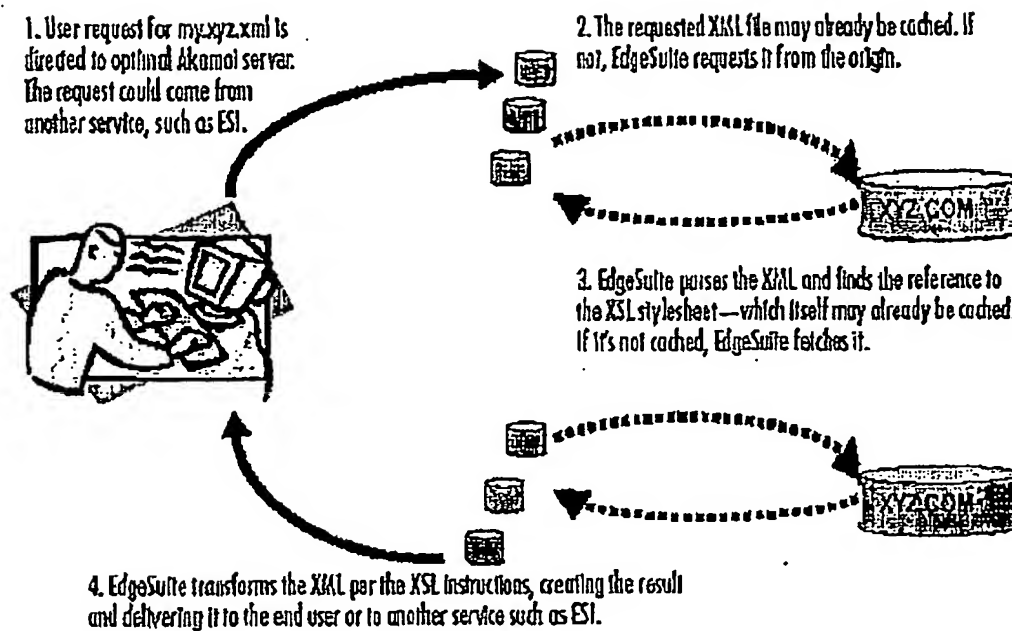 1. User request for my.xyz.xml is
directed to optimal Akamai server.
The request could come from
another service, such as ESI.
2. The requested XML file may already be cached. If
not, EdgeSuite requests it from the origin.
XYZ.COM
3. EdgeSuite parses the XML and finds the reference to
the XSL stylesheet—which itself may already be cached
If it's not cached, EdgeSuite fetches it.
XYZ.COM
4. EdgeSuite transforms the XML per the XSL instructions, creating the result
and delivering it to the end user or to another service such as ESI.